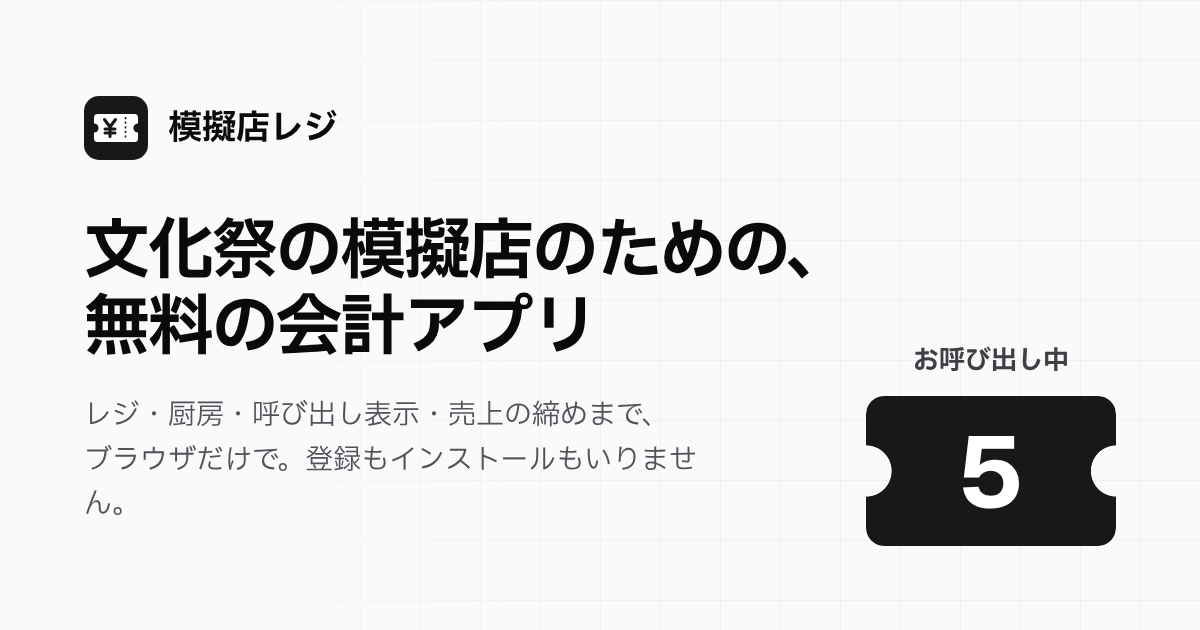 ¥
模擬店レジ
文化祭の模擬店のための、
無料の会計アプリ
レジ・厨房・呼び出し表示・売上の締めまで、
ブラウザだけで。登録もインストールもいりませ
ん。
お呼び出し中
5